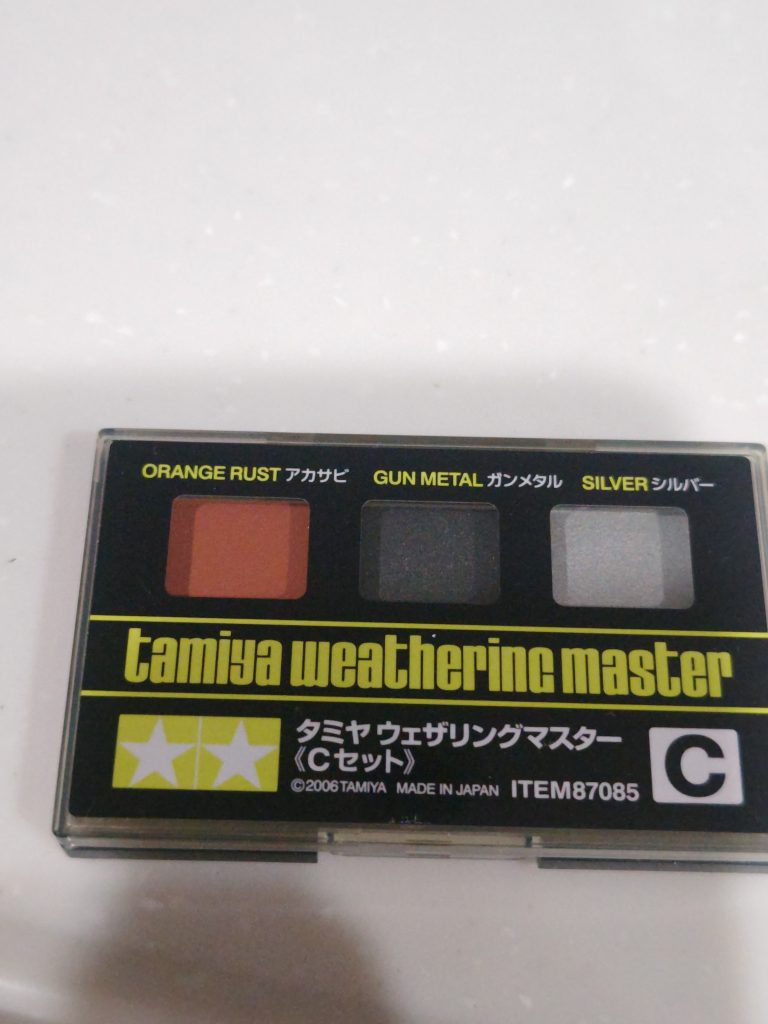 ORANGE RUST アカサビ GUN METAL ガンメタル SILVER シルバー
tamiya weathering master
タミヤ ウェザリングマスター
《Cセット》
©2006 TAMIYA MADE IN JAPAN ITEM87085
C